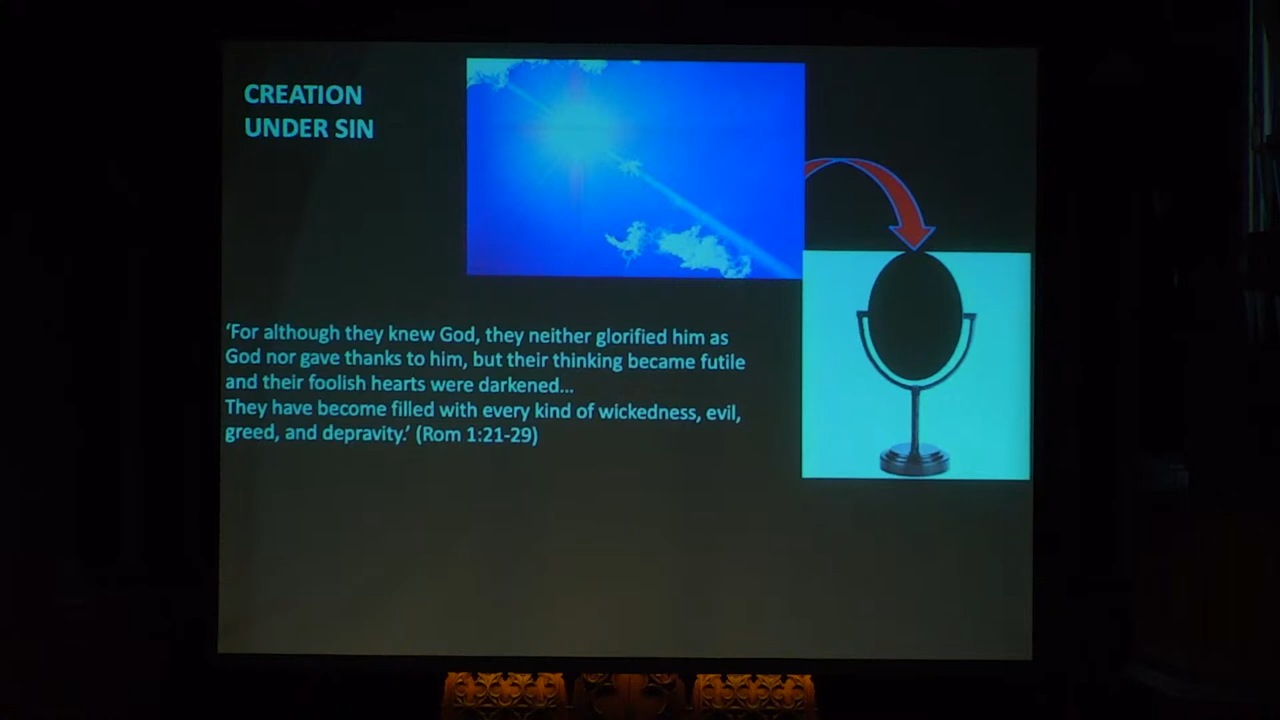 CREATION
UNDER SIN
‘For although they knew God, they neither glorified him as
God nor gave thanks to him, but their thinking became futile
and their foolish hearts were darkened...
They have become filled with every kind of wickedness, evil,
greed, and depravity.’ (Rom 1:21-29)